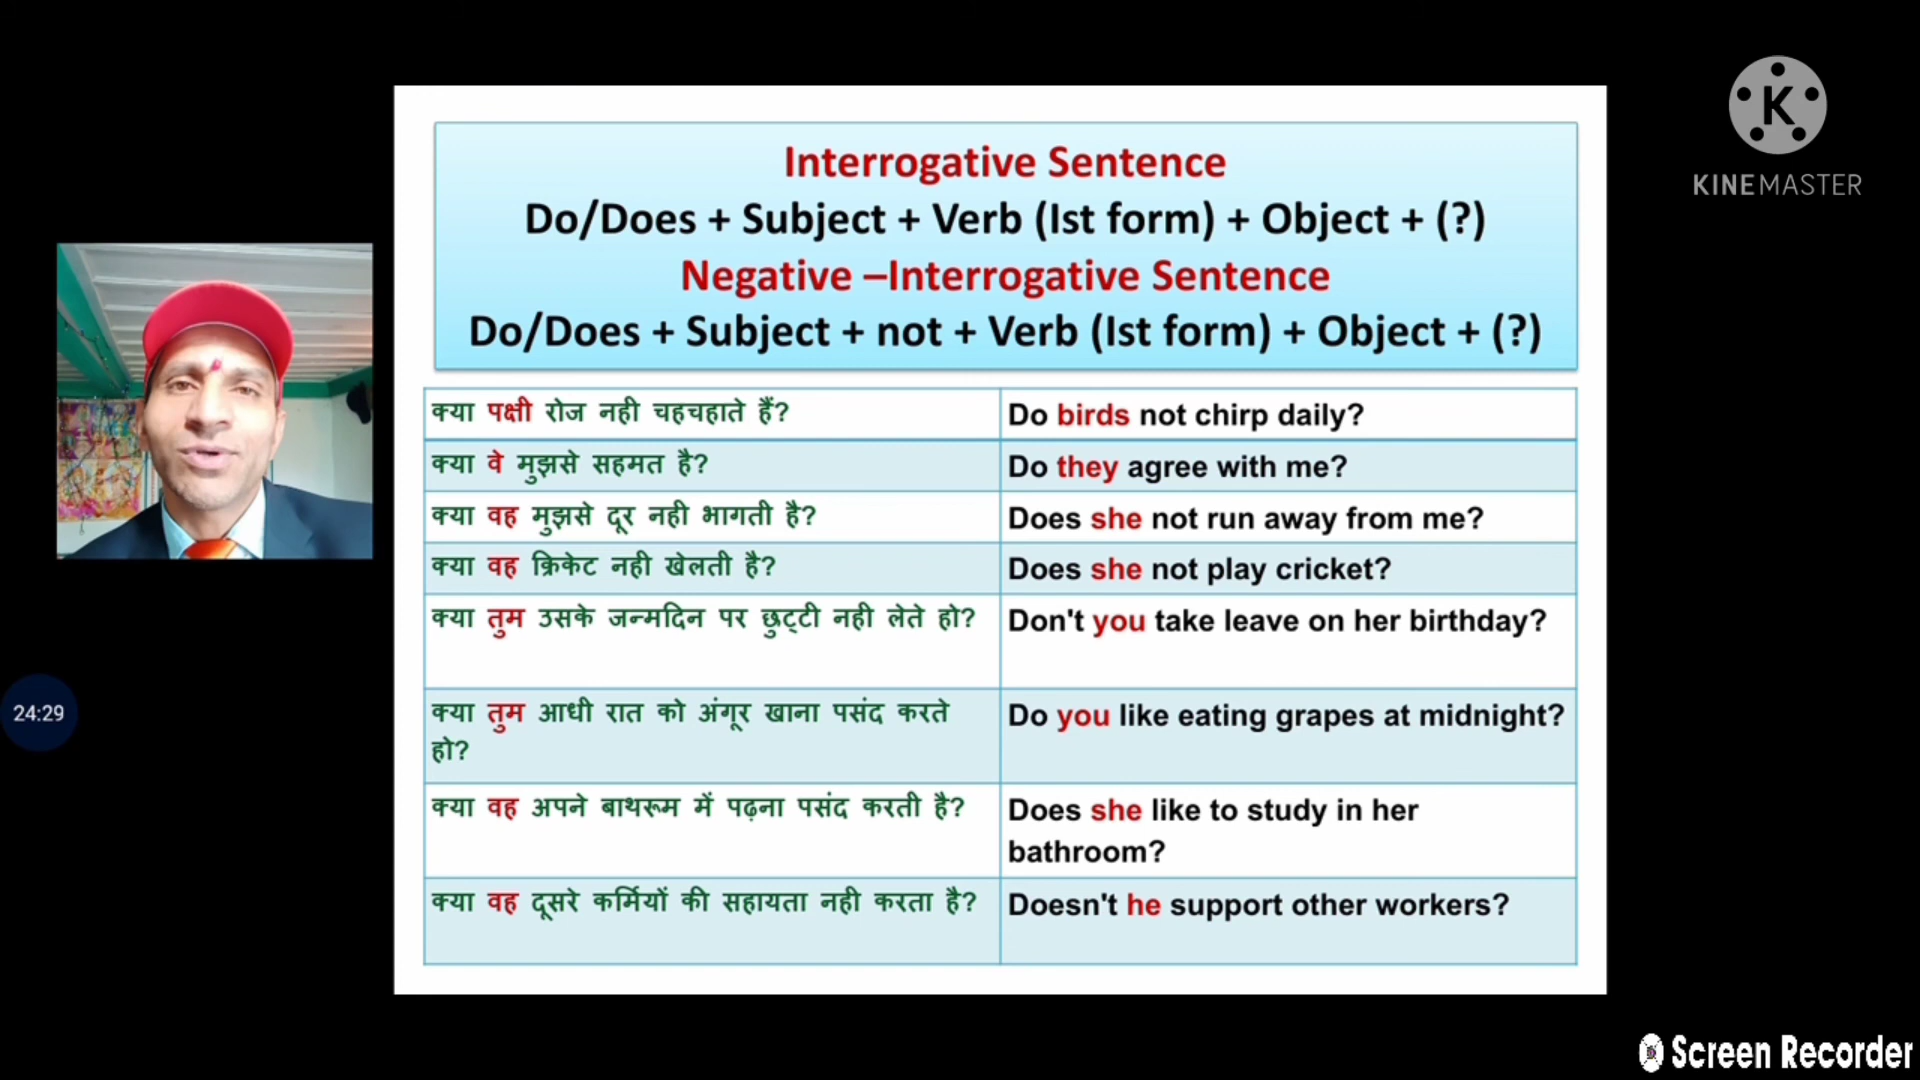 KINEMASTER
Interrogative Sentence
Do/Does + Subject + Verb (Ist form) + Object + (?)
Negative –Interrogative Sentence
Do/Does + Subject + not + Verb (Ist form) + Object + (?)
क्या पक्षी रोज नही चहचहाते हैं?
Do birds not chirp daily?
क्या वे मुझसे सहमत है?
Do they agree with me?
क्या वह मुझसे दूर नही भागती है?
Does she not run away from me?
क्या वह क्रिकेट नही खेलती है?
Does she not play cricket?
क्या तुम उसके जन्मदिन पर छुट्टी नही लेते हो?
Don't you take leave on her birthday?
क्या तुम आधी रात को अंगूर खाना पसंद करते
हो?
Do you like eating grapes at midnight?
क्या वह अपने बाथरूम में पढ़ना पसंद करती है?
Does she like to study in her
bathroom?
क्या वह दूसरे कर्मियों की सहायता नही करता है?
Doesn't he support other workers?
24:29
Screen Recorder